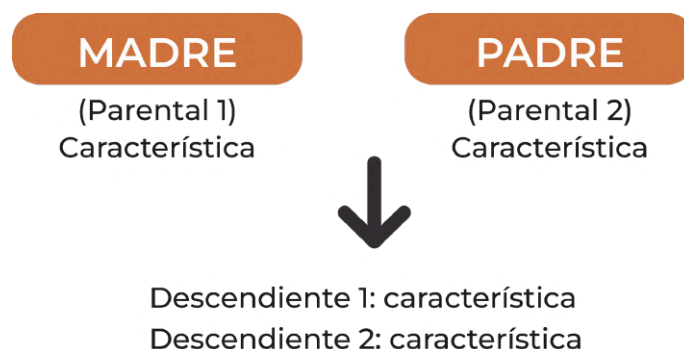 MADRE
PADRE
(Parental 1)
(Parental 2)
Característica
Característica
Descendiente 1: característica
Descendiente 2: característica